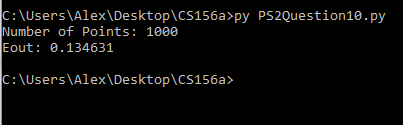 C:\Users\Alex\Desktop\CS156a>py PS2Question10.py
Number of Points: 1000
Eout: 0.134631
C:\Users\Alex\Desktop\CS156a>